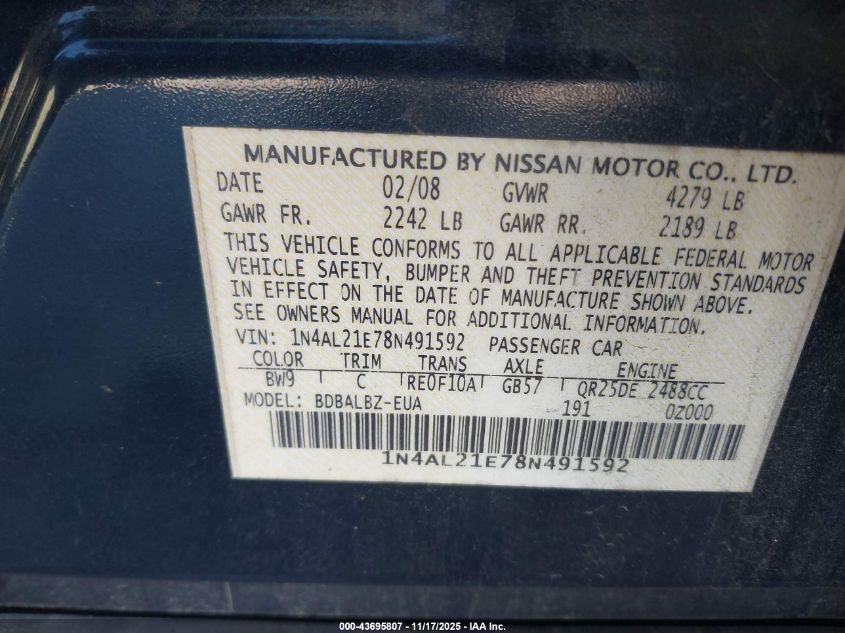 MANUFACTURED BY NISSAN MOTOR CO., LTD.
DATE 02/08 GVWR 4279 LB
GAWR FR. 2242 LB GAWR RR. 2189 LB
THIS VEHICLE CONFORMS TO ALL APPLICABLE FEDERAL MOTOR
VEHICLE SAFETY, BUMPER AND THEFT PREVENTION STANDARDS
IN EFFECT ON THE DATE OF MANUFACTURE SHOWN ABOVE.
SEE OWNERS MANUAL FOR ADDITIONAL INFORMATION.
VIN: 1N4AL21E78N491592 PASSENGER CAR
COLOR TRIM TRANS AXLE ENGINE
BW9 C RE0F10A GB57 QR25DE 2488CC
MODEL: BDBALBZ-EUA 191 0Z000
1N4AL21E78N491592
000-43695807 - 11/17/2025 - IAA Inc.